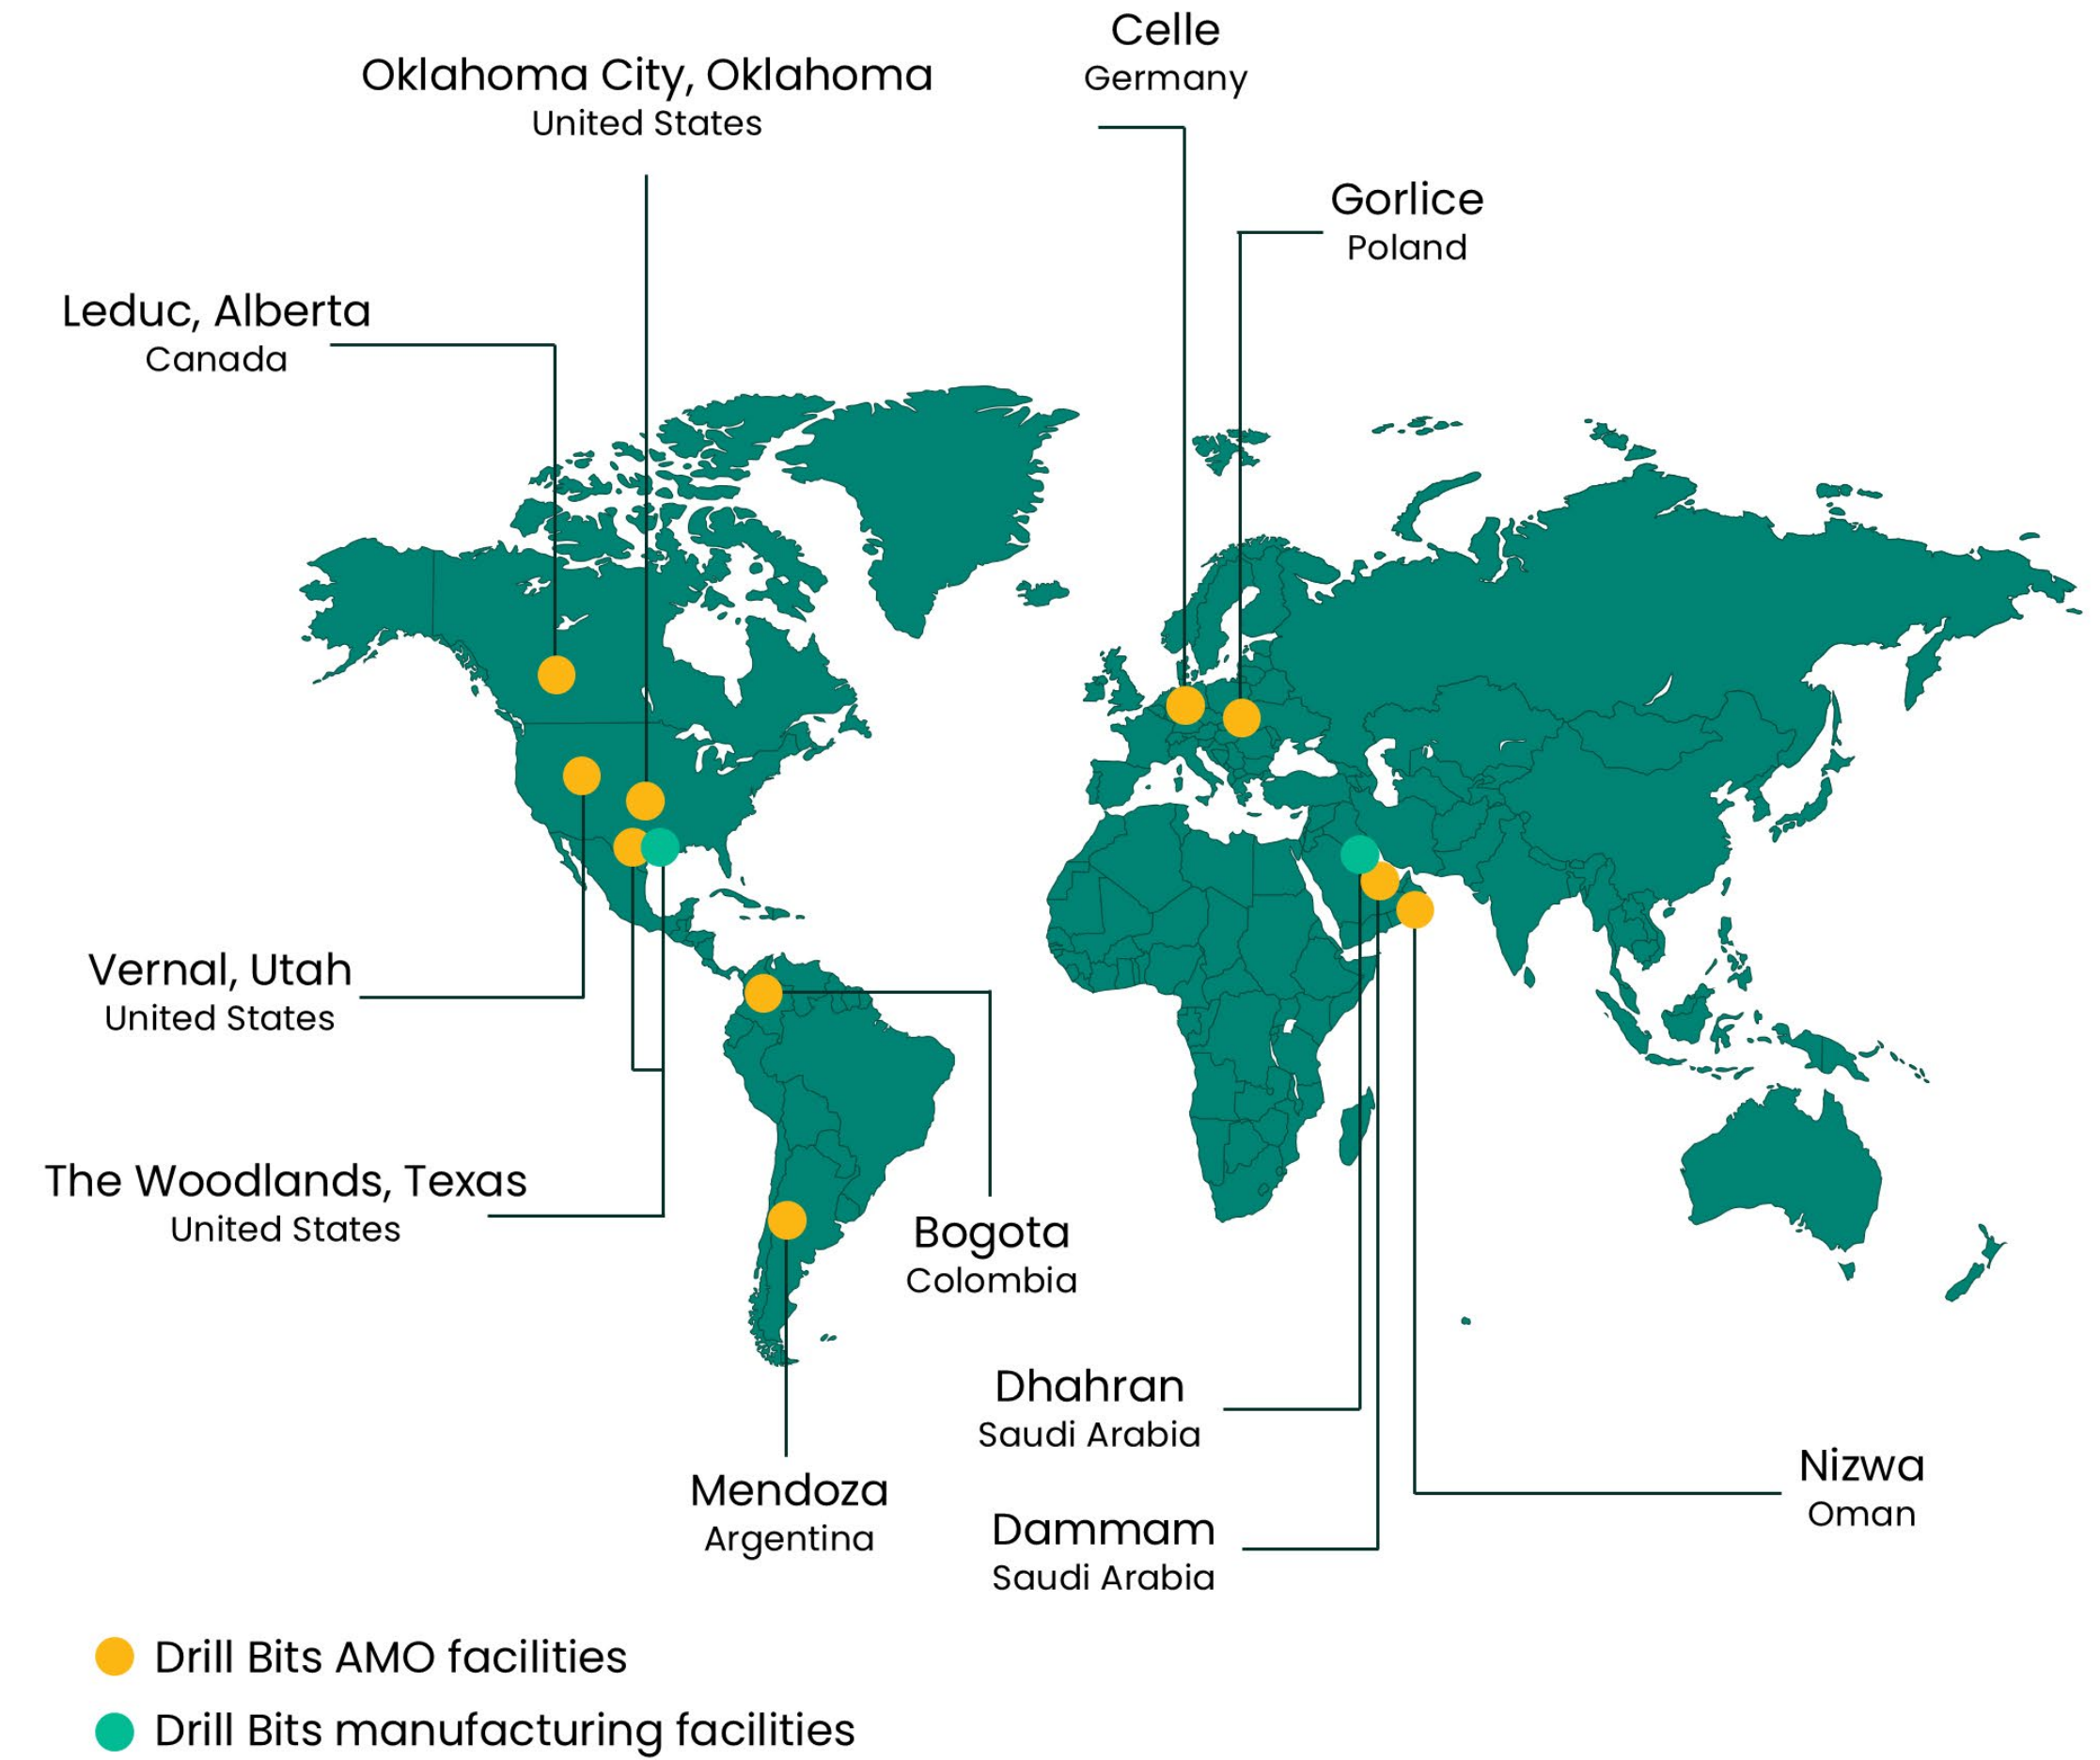 Celle
Germany
Oklahoma City, Oklahoma
United States
Gorlice
Poland
Leduc, Alberta
Canada
Vernal, Utah
United States
The Woodlands, Texas
United States
Bogota
Colombia
Dhahran
Saudi Arabia
Nizwa
Oman
Mendoza
Argentina
Dammam
Saudi Arabia
Drill Bits AMO facilities
Drill Bits manufacturing facilities